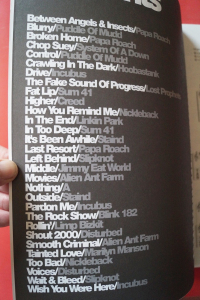 Between Angels & Insects/Papa Roach
Blurry/Puddle Of Mudd
Broken Home/Papa Roach
Chop Suey/System Of A Down
Control/Puddle Of Mudd
Crawling In The Dark/Hoobastank
Drive/Incubus
The Fake Sound Of Progress/Lost Prophets
Fat Lip/Sum 41
Higher/Creed
How You Remind Me/Nickelback
In The End/Linkin Park
In Too Deep/Sum 41
It's Been Awhile/Staind
Last Resort/Papa Roach
Left Behind/Slipknot
Middle/Jimmy Eat World
Movies/Alien Ant Farm
Nothing/A
Outside/Staind
Pardon Me/Incubus
The Rock Show/Blink 182
Rollin'/Limp Bizkit
Shout 2000/Disturbed
Smooth Criminal/Alien Ant Farm
Tainted Love/Marilyn Manson
Too Bad/Nickleback
Voices/Disturbed
Wait & Bleed/Slipknot
Wish You Were Here/Incubus